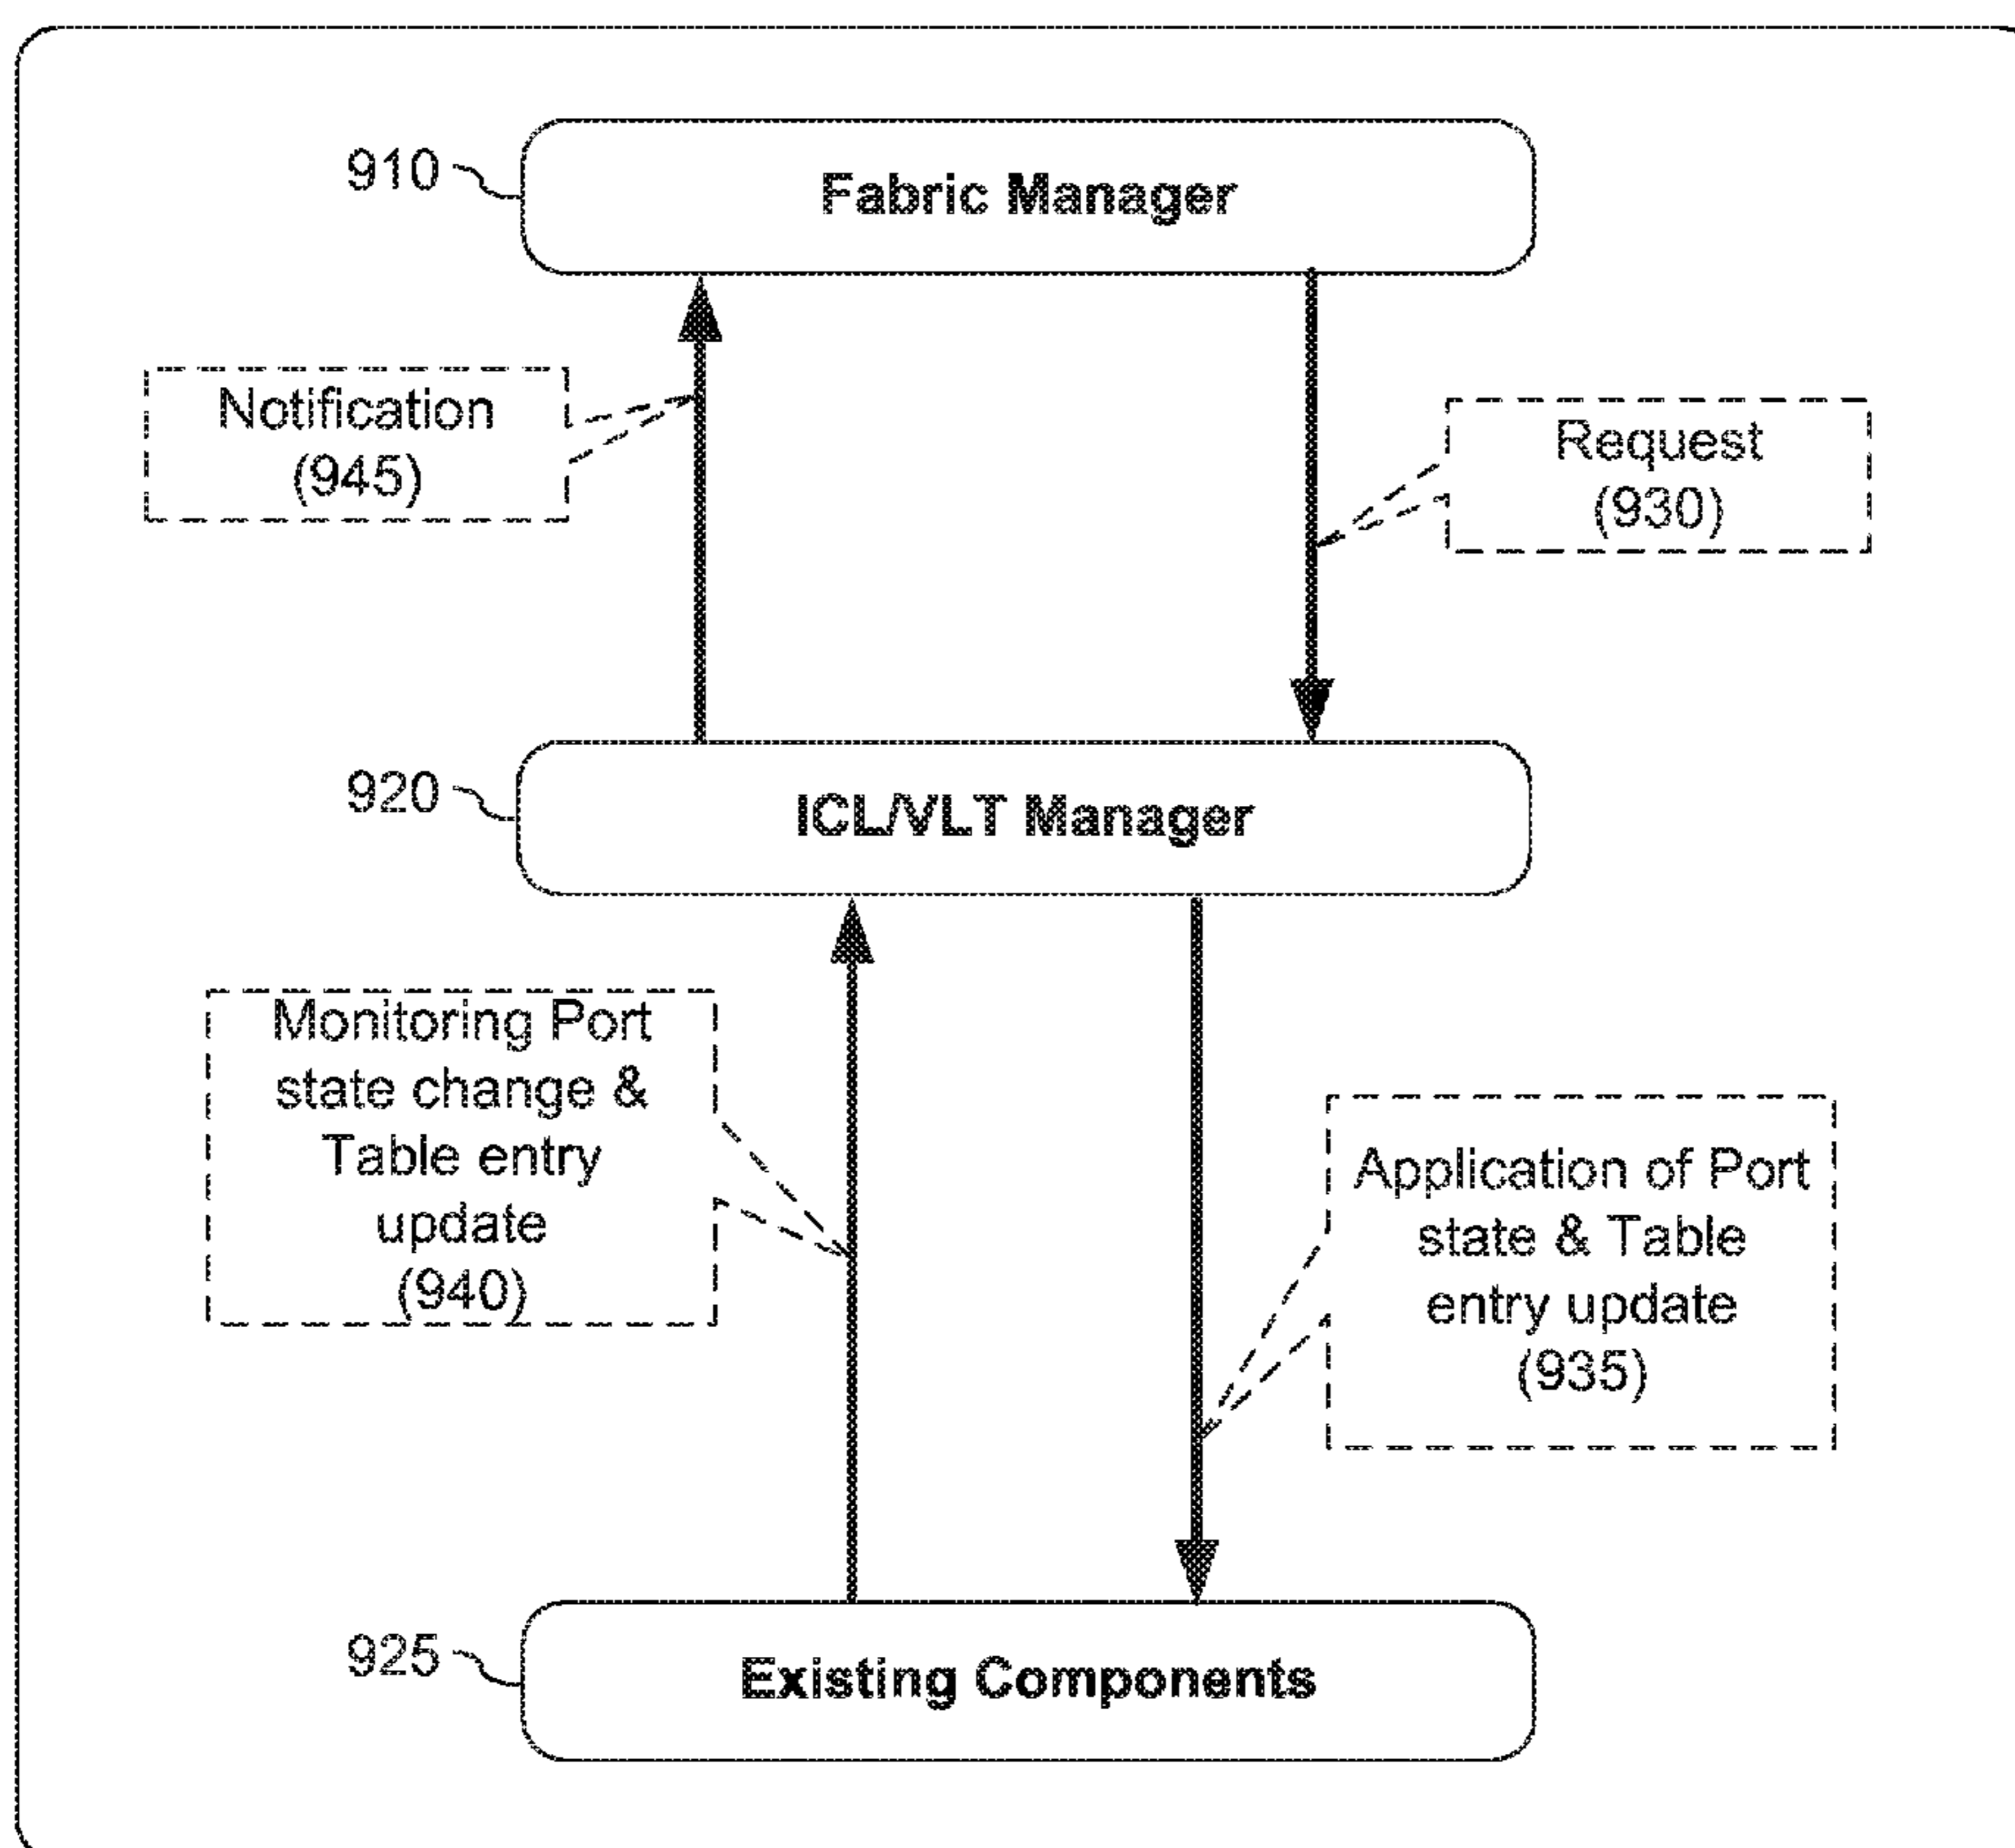 910
Fabric Manager
Notification
(945)
Request
(930)
920
ICL/VLT Manager
Monitoring Port
state change &
Table entry
update
(940)
Application of Port
state & Table
entry update
(935)
925
Existing Components